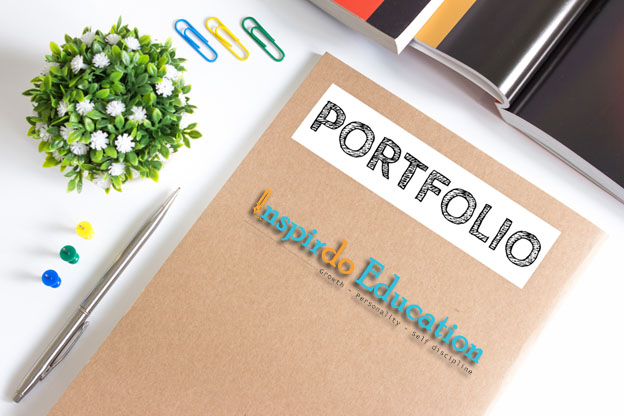 PORTFOLIO
Inspirdo Education
Growth - Personality - Self discipline